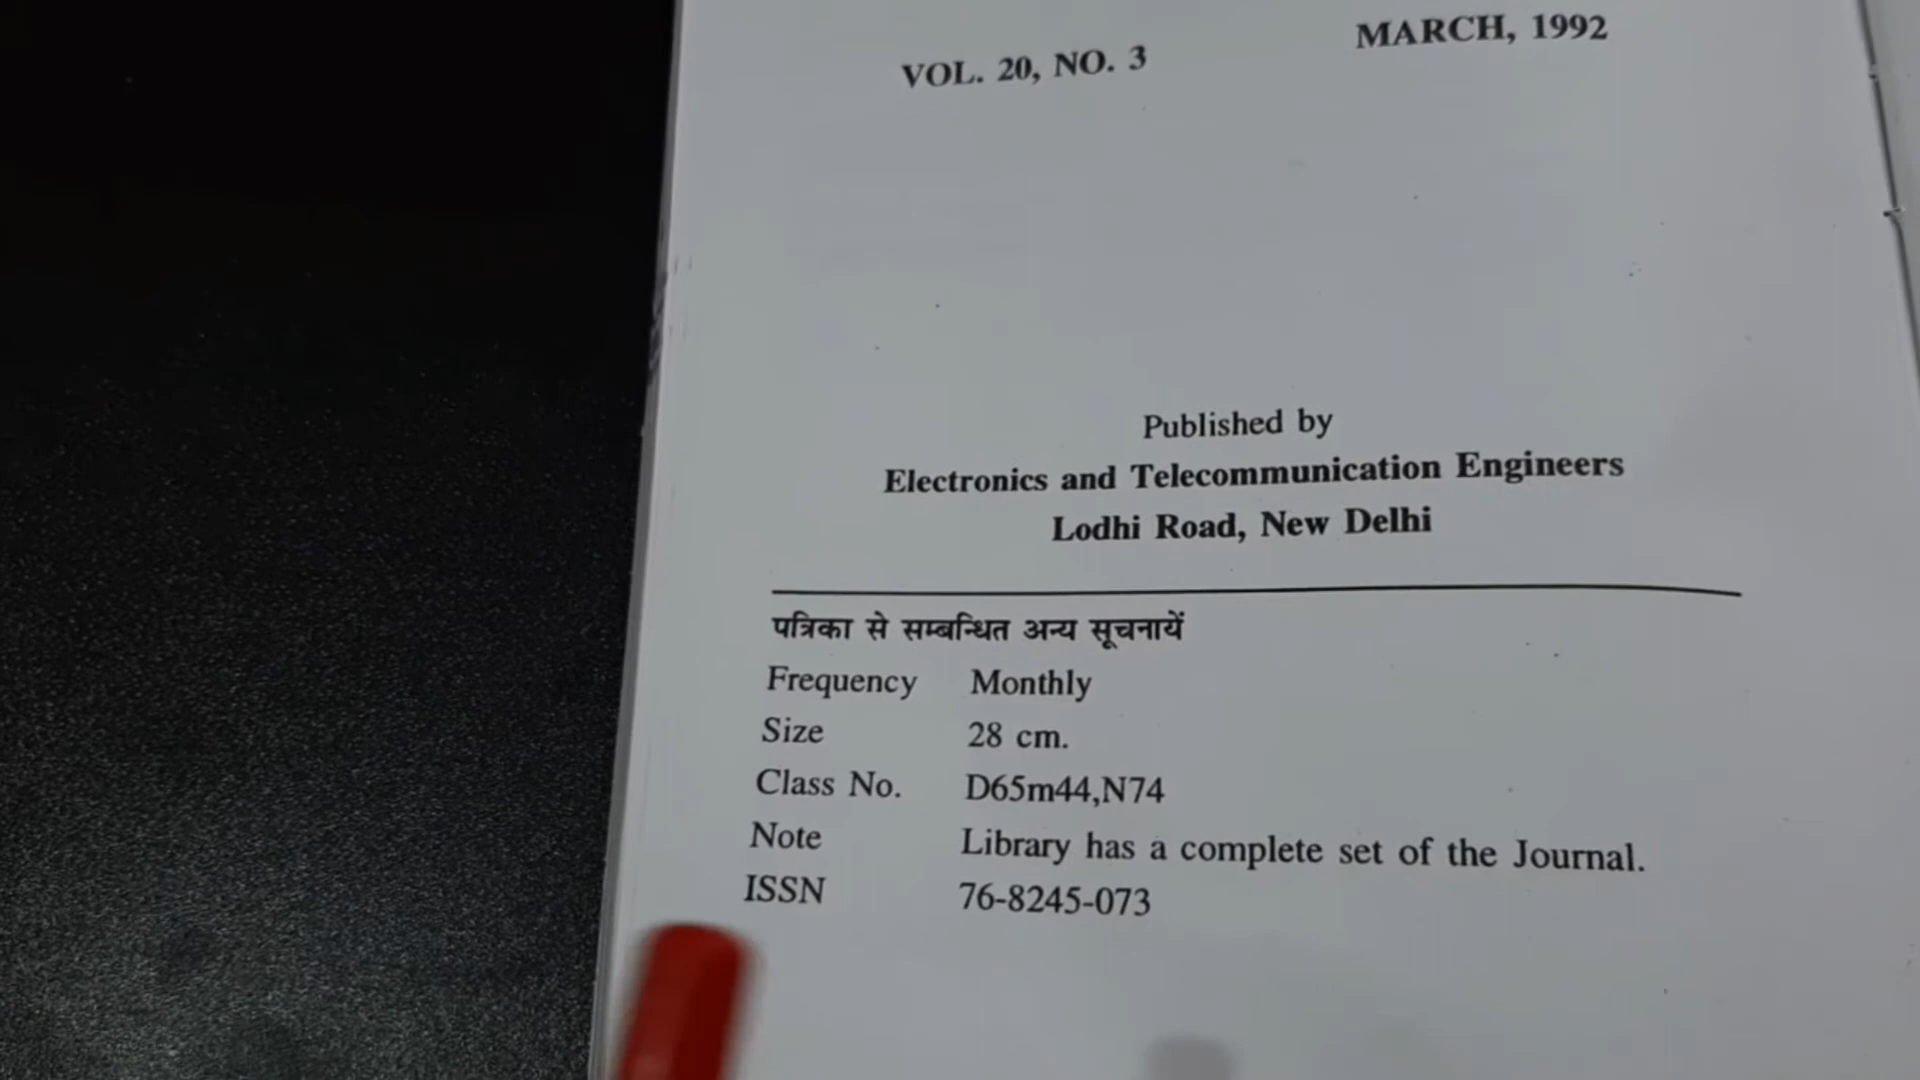 VOL. 20, NO. 3 MARCH, 1992
Published by
Electronics and Telecommunication Engineers
Lodhi Road, New Delhi
पत्रिका से सम्बन्धित अन्य सूचनायें
Frequency Monthly
Size 28 cm.
Class No. D65m44,N74
Note Library has a complete set of the Journal.
ISSN 76-8245-073